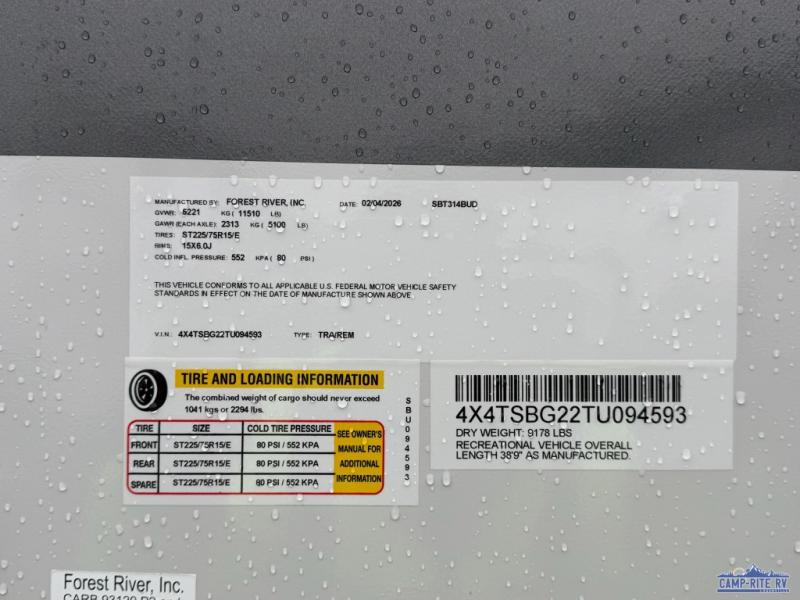 MANUFACTURED BY: FOREST RIVER, INC. DATE: 02/04/2026 SBT314BUD
GVWR: 5221 KG ( 11510 LB)
GAWR (EACH AXLE): 2313 KG ( 5100 LB)
TIRES: ST225/75R15/E
RIMS: 15X6.0J
COLD INFL. PRESSURE: 552 KPA ( 80 PSI )
THIS VEHICLE CONFORMS TO ALL APPLICABLE U.S. FEDERAL MOTOR VEHICLE SAFETY
STANDARDS IN EFFECT ON THE DATE OF MANUFACTURE SHOWN ABOVE
V.I.N.: 4X4TSBG22TU094593 TYPE: TRA/REM
TIRE AND LOADING INFORMATION
The combined weight of cargo should never exceed
1041 kgs or 2294 lbs.
TIRE SIZE COLD TIRE PRESSURE
FRONT ST225/75R15/E 80 PSI / 552 KPA
REAR ST225/75R15/E 80 PSI / 552 KPA
SPARE ST225/75R15/E 80 PSI / 552 KPA
SEE OWNER'S
MANUAL FOR
ADDITIONAL
INFORMATION
SBU094593
4X4TSBG22TU094593
DRY WEIGHT: 9178 LBS
RECREATIONAL VEHICLE OVERALL
LENGTH 38'9" AS MANUFACTURED.
Forest River, Inc.
CARB 93120 P2 and
CAMP-RITE RV